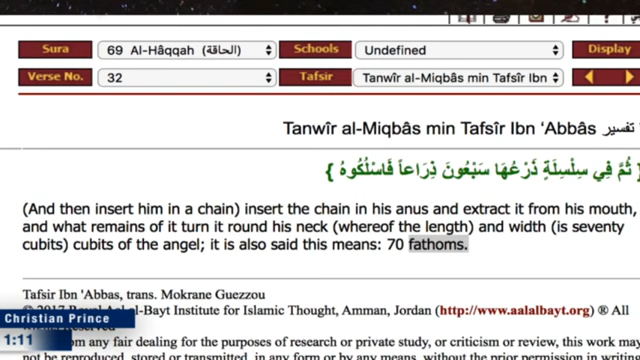 Sura 69 Al-Hâqqah (الحاقة) Schools Undefined Display
Verse No. 32 Tafsir Tanwîr al-Miqbâs min Tafsîr Ibn
Tanwîr al-Miqbâs min Tafsîr Ibn ‘Abbâs تفسير
{ ثُمَّ فِي سِلْسِلَةٍ ذَرْعُهَا سَبْعُونَ ذِرَاعاً فَاسْلُكُوهُ }
(And then insert him in a chain) insert the chain in his anus and extract it from his mouth,
and what remains of it turn it round his neck (whereof the length) and width (is seventy
cubits) cubits of the angel; it is also said this means: 70 fathoms.
Tafsir Ibn 'Abbas, trans. Mokrane Guezzou
© 2017 Royal Aal al-Bayt Institute for Islamic Thought, Amman, Jordan (http://www.aalalbayt.org) ® All
Christian Prince
1:11
from any fair dealing for the purposes of research or private study, or criticism or review, this work may
not be reproduced, stored or transmitted, in any form or by any means, without the prior permission in writing